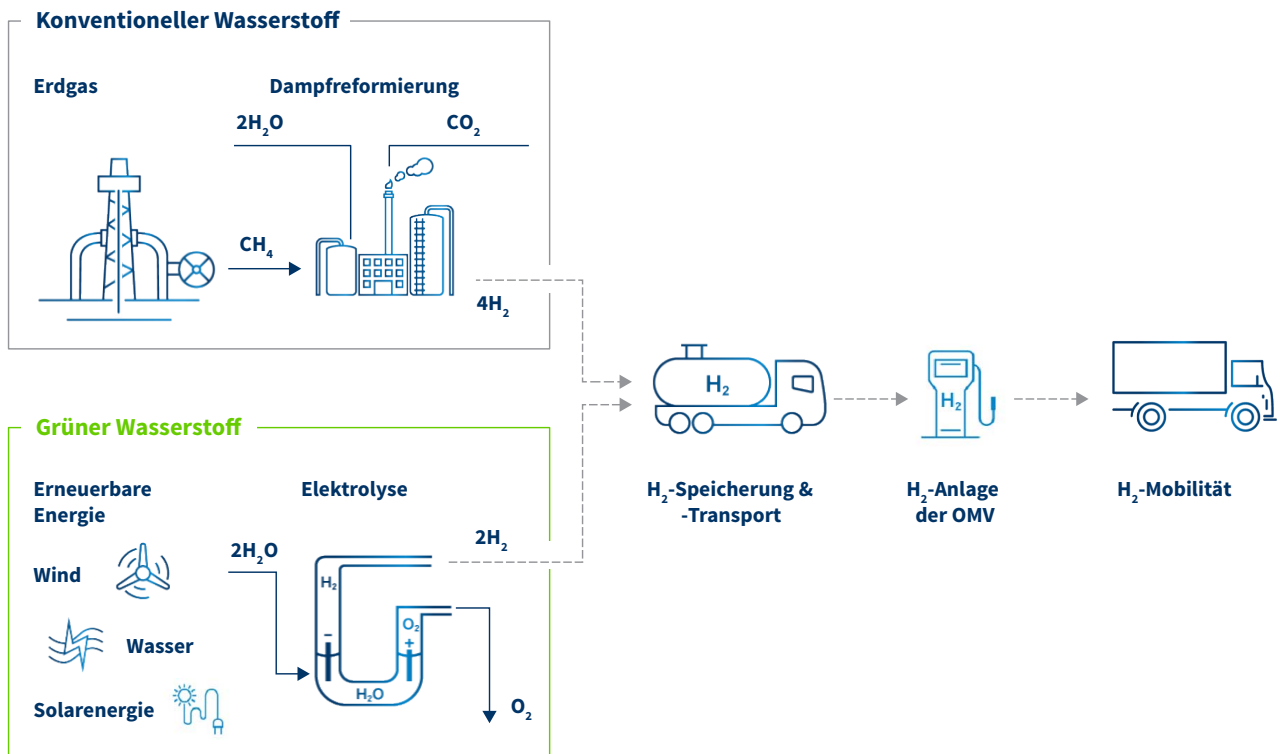 Konventioneller Wasserstoff
Erdgas
Dampfreformierung
2H₂O
CO₂
CH₄
4H₂
Grüner Wasserstoff
Erneuerbare
Energie
Elektrolyse
Wind
Wasser
Solarenergie
2H₂O
2H₂
H₂
O₂
−
+
H₂O
O₂
H₂
H₂-Speicherung &
-Transport
H₂
H₂-Anlage
der OMV
H₂-Mobilität